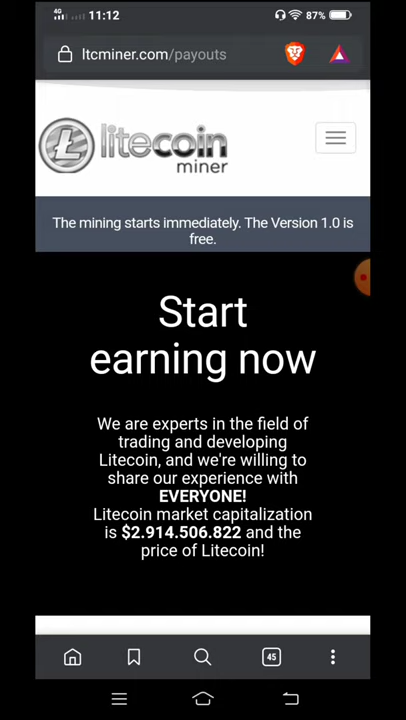 4G 11:12 87%
ltcminer.com/payouts
litecoin
miner
The mining starts immediately. The Version 1.0 is
free.
Start
earning now
We are experts in the field of
trading and developing
Litecoin, and we're willing to
share our experience with
EVERYONE!
Litecoin market capitalization
is $2.914.506.822 and the
price of Litecoin!
45